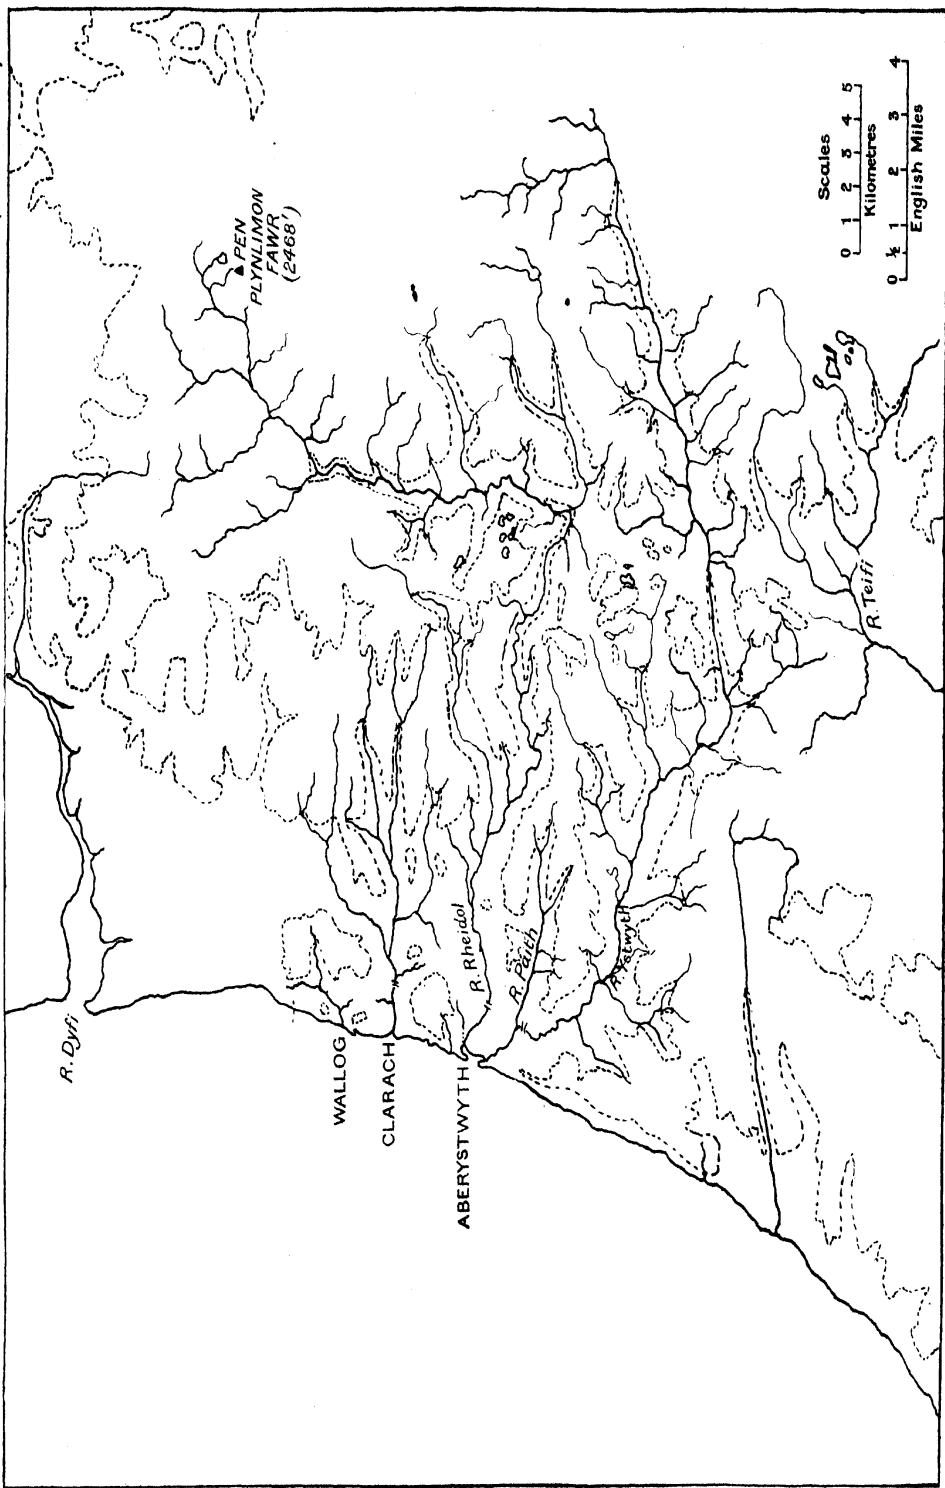 R. Dyfi
WALLOG
CLARACH
ABERYSTWYTH
R. Rheidol
R. Paith
R. Ystwyth
R. Teifi
PEN
PLYNLIMON
FAWR
(2468')
Scales
0 1 2 3 4 5
Kilometres
0 ½ 1 2 3 4
English Miles